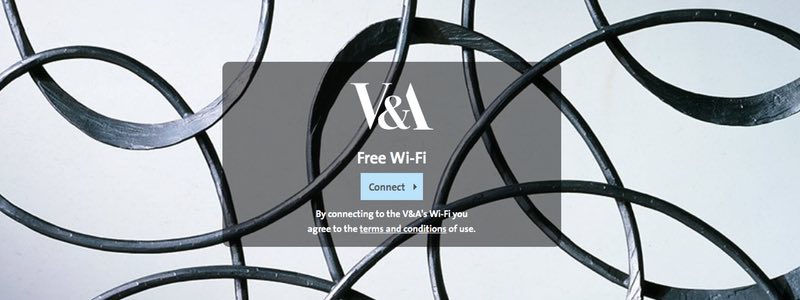 V&A
Free Wi-Fi
Connect
By connecting to the V&A's Wi-Fi you
agree to the terms and conditions of use.